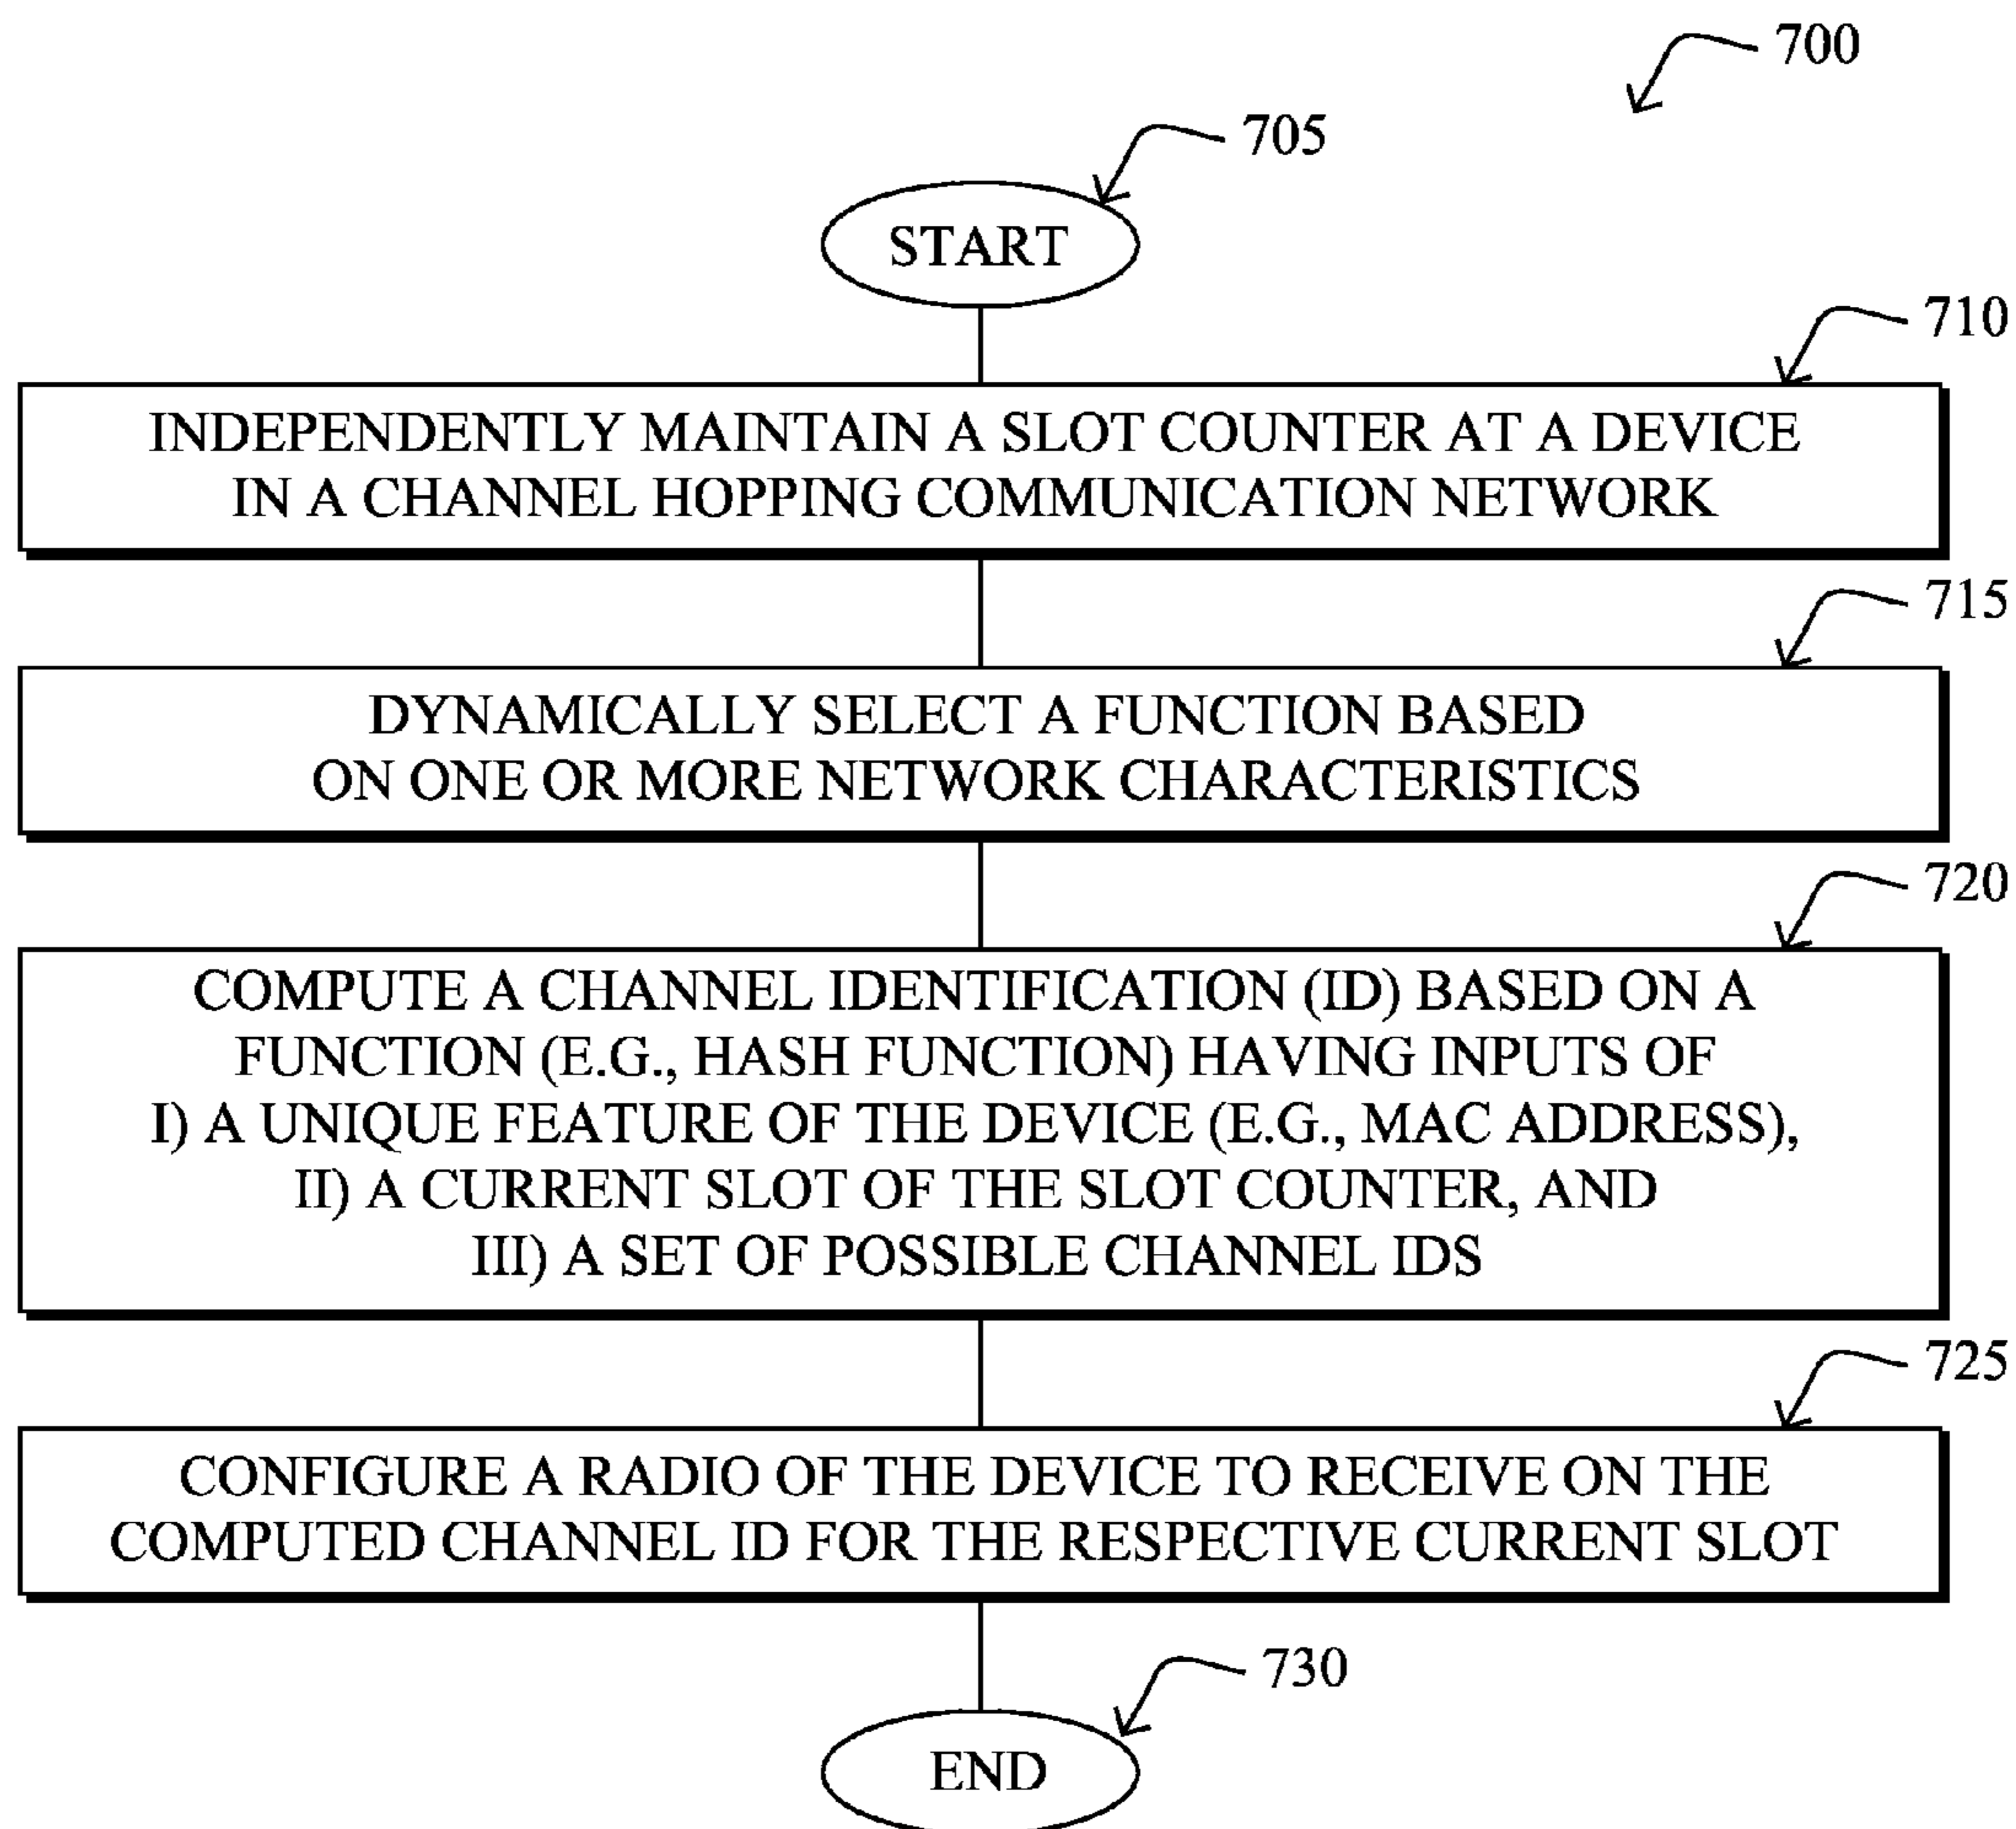 700
705
START
710
INDEPENDENTLY MAINTAIN A SLOT COUNTER AT A DEVICE
IN A CHANNEL HOPPING COMMUNICATION NETWORK
715
DYNAMICALLY SELECT A FUNCTION BASED
ON ONE OR MORE NETWORK CHARACTERISTICS
720
COMPUTE A CHANNEL IDENTIFICATION (ID) BASED ON A
FUNCTION (E.G., HASH FUNCTION) HAVING INPUTS OF
I) A UNIQUE FEATURE OF THE DEVICE (E.G., MAC ADDRESS),
II) A CURRENT SLOT OF THE SLOT COUNTER, AND
III) A SET OF POSSIBLE CHANNEL IDS
725
CONFIGURE A RADIO OF THE DEVICE TO RECEIVE ON THE
COMPUTED CHANNEL ID FOR THE RESPECTIVE CURRENT SLOT
730
END